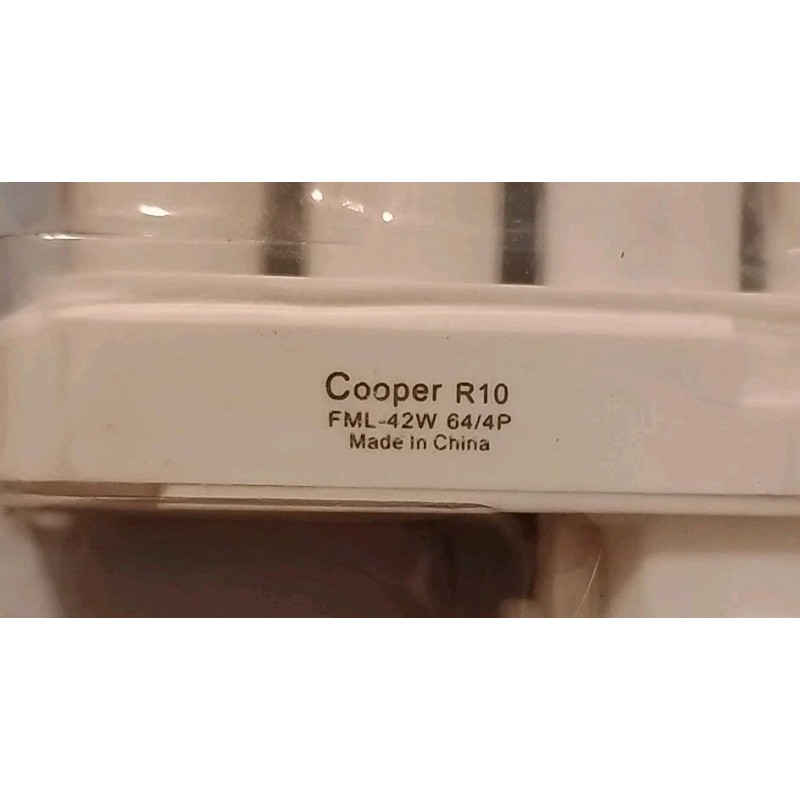 Cooper R10
FML-42W 64/4P
Made In China